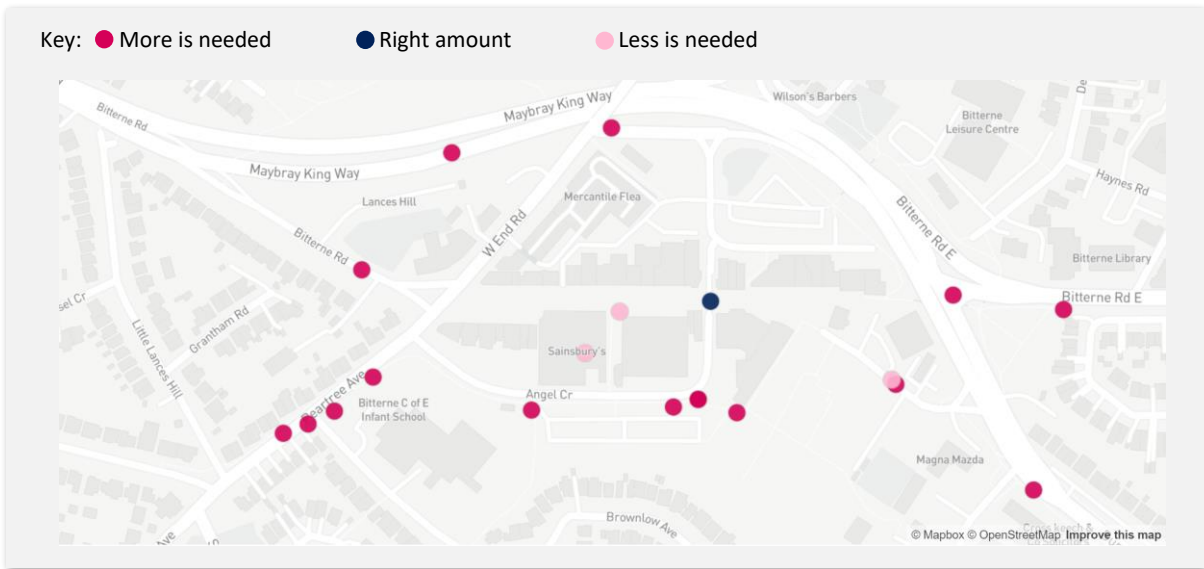 Key: More is needed Right amount Less is needed
Bitterne Rd
Maybray King Way
Wilson's Barbers
Bitterne
Leisure Centre
Maybray King Way
Haynes Rd
Lances Hill
Mercantile Flea
W End Rd
Bitterne Rd
Bitterne Rd E
Bitterne Library
Bitterne Rd E
Grantham Rd
Little Lances Hill
Sainsbury's
Angel Cr
Bitterne C of E
Infant School
Magna Mazda
Brownlow Ave
Ave
© Mapbox © OpenStreetMap Improve this map